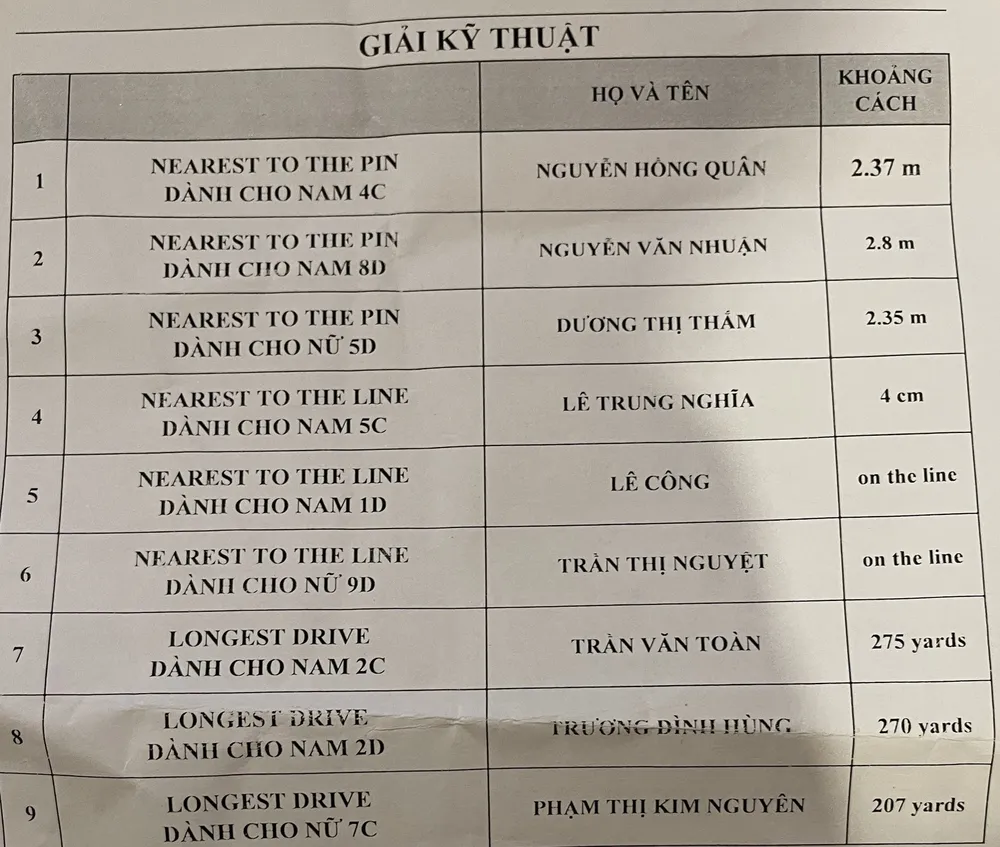 GIẢI KỸ THUẬT
HỌ VÀ TÊN
KHOẢNG
CÁCH
1
NEAREST TO THE PIN
DÀNH CHO NAM 4C
NGUYỄN HỒNG QUÂN
2.37 m
2
NEAREST TO THE PIN
DÀNH CHO NAM 8D
NGUYỄN VĂN NHUẬN
2.8 m
3
NEAREST TO THE PIN
DÀNH CHO NỮ 5D
DƯƠNG THỊ THẮM
2.35 m
4
NEAREST TO THE LINE
DÀNH CHO NAM 5C
LÊ TRUNG NGHĨA
4 cm
5
NEAREST TO THE LINE
DÀNH CHO NAM 1D
LÊ CÔNG
on the line
6
NEAREST TO THE LINE
DÀNH CHO NỮ 9D
TRẦN THỊ NGUYỆT
on the line
7
LONGEST DRIVE
DÀNH CHO NAM 2C
TRẦN VĂN TOÀN
275 yards
8
LONGEST DRIVE
DÀNH CHO NAM 2D
TRƯƠNG ĐÌNH HÙNG
270 yards
9
LONGEST DRIVE
DÀNH CHO NỮ 7C
PHẠM THỊ KIM NGUYÊN
207 yards